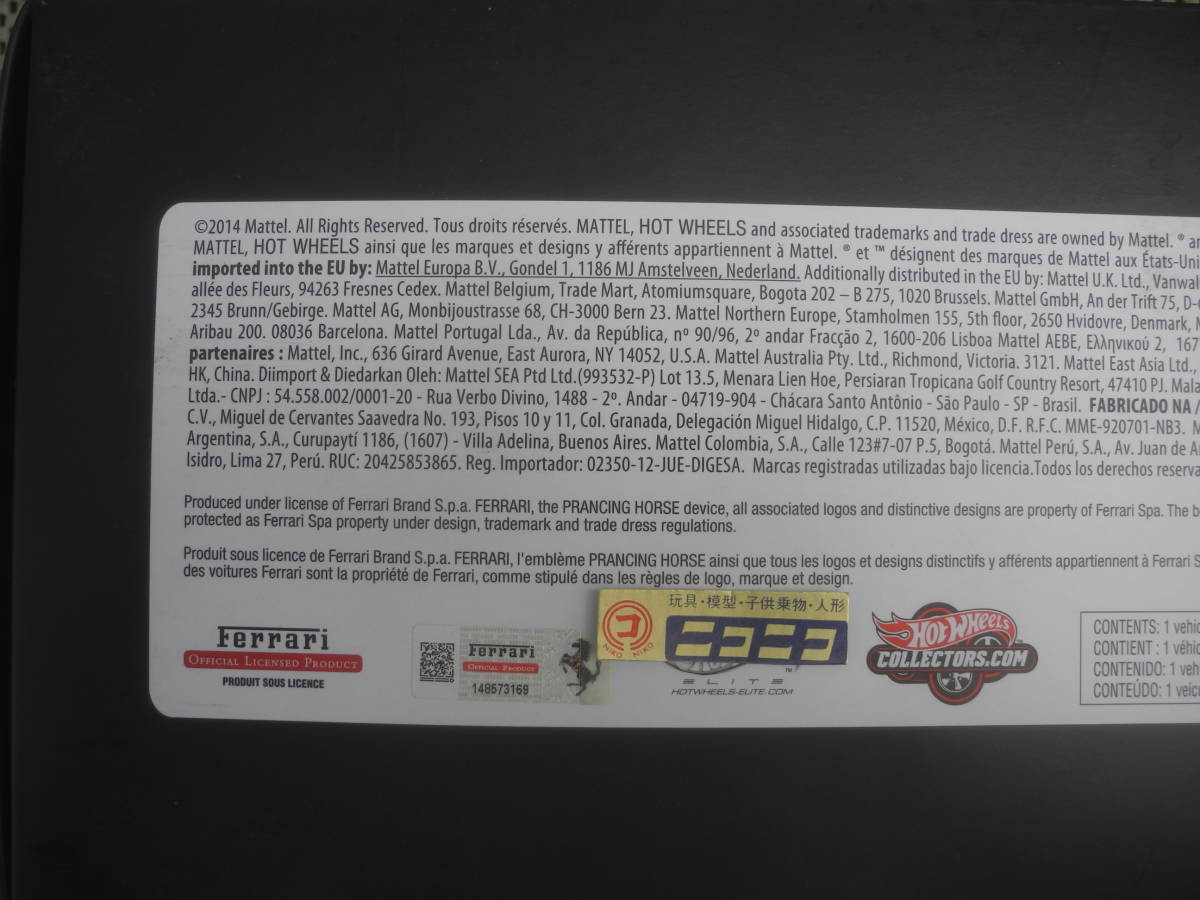 ©2014 Mattel. All Rights Reserved. Tous droits réservés. MATTEL, HOT WHEELS and associated trademarks and trade dress are owned by Mattel. ®
MATTEL, HOT WHEELS ainsi que les marques et designs y afférents appartiennent à Mattel. ® et ™ désignent des marques de Mattel aux États-Uni
imported into the EU by: Mattel Europa B.V., Gondel 1, 1186 MJ Amstelveen, Nederland. Additionally distributed in the EU by: Mattel U.K. Ltd., Vanwal
allée des Fleurs, 94263 Fresnes Cedex. Mattel Belgium, Trade Mart, Atomiumsquare, Bogota 202 – B 275, 1020 Brussels. Mattel GmbH, An der Trift 75, D-
2345 Brunn/Gebirge. Mattel AG, Monbijoustrasse 68, CH-3000 Bern 23. Mattel Northern Europe, Stamholmen 155, 5th floor, 2650 Hvidovre, Denmark,
Aribau 200. 08036 Barcelona. Mattel Portugal Lda., Av. da República, nº 90/96, 2º andar Fracção 2, 1600-206 Lisboa Mattel AEBE, Ελληνικού 2, 167
partenaires : Mattel, Inc., 636 Girard Avenue, East Aurora, NY 14052, U.S.A. Mattel Australia Pty. Ltd., Richmond, Victoria. 3121. Mattel East Asia Ltd.,
HK, China. Diimport & Diedarkan Oleh: Mattel SEA Ptd Ltd.(993532-P) Lot 13.5, Menara Lien Hoe, Persiaran Tropicana Golf Country Resort, 47410 PJ. Mala
Ltda.- CNPJ : 54.558.002/0001-20 - Rua Verbo Divino, 1488 - 2º. Andar - 04719-904 - Chácara Santo Antônio - São Paulo - SP - Brasil. FABRICADO NA /
C.V., Miguel de Cervantes Saavedra No. 193, Pisos 10 y 11, Col. Granada, Delegación Miguel Hidalgo, C.P. 11520, México, D.F. R.F.C. MME-920701-NB3. M
Argentina, S.A., Curupaytí 1186, (1607) - Villa Adelina, Buenos Aires. Mattel Colombia, S.A., Calle 123#7-07 P.5, Bogotá. Mattel Perú, S.A., Av. Juan de A
Isidro, Lima 27, Perú. RUC: 20425853865. Reg. Importador: 02350-12-JUE-DIGESA. Marcas registradas utilizadas bajo licencia.Todos los derechos reserva
Produced under license of Ferrari Brand S.p.a. FERRARI, the PRANCING HORSE device, all associated logos and distinctive designs are property of Ferrari Spa. The b
protected as Ferrari Spa property under design, trademark and trade dress regulations.
Produit sous licence de Ferrari Brand S.p.a. FERRARI, l'emblème PRANCING HORSE ainsi que tous les logos et designs distinctifs y afférents appartiennent à Ferrari S
des voitures Ferrari sont la propriété de Ferrari, comme stipulé dans les règles de logo, marque et design.
Ferrari
OFFICIAL LICENSED PRODUCT
PRODUIT SOUS LICENCE
Ferrari
OFFICIAL PRODUCT
148573169
玩具・模型・子供乗物・人形
コ
NIKO NIKO
ニコニコ
™
ELITE
HOTWHEELS-ELITE.COM
HOT WHEELS
COLLECTORS.COM
CONTENTS: 1 vehic
CONTIENT : 1 véhic
CONTENIDO: 1 veh
CONTEÚDO: 1 veíc